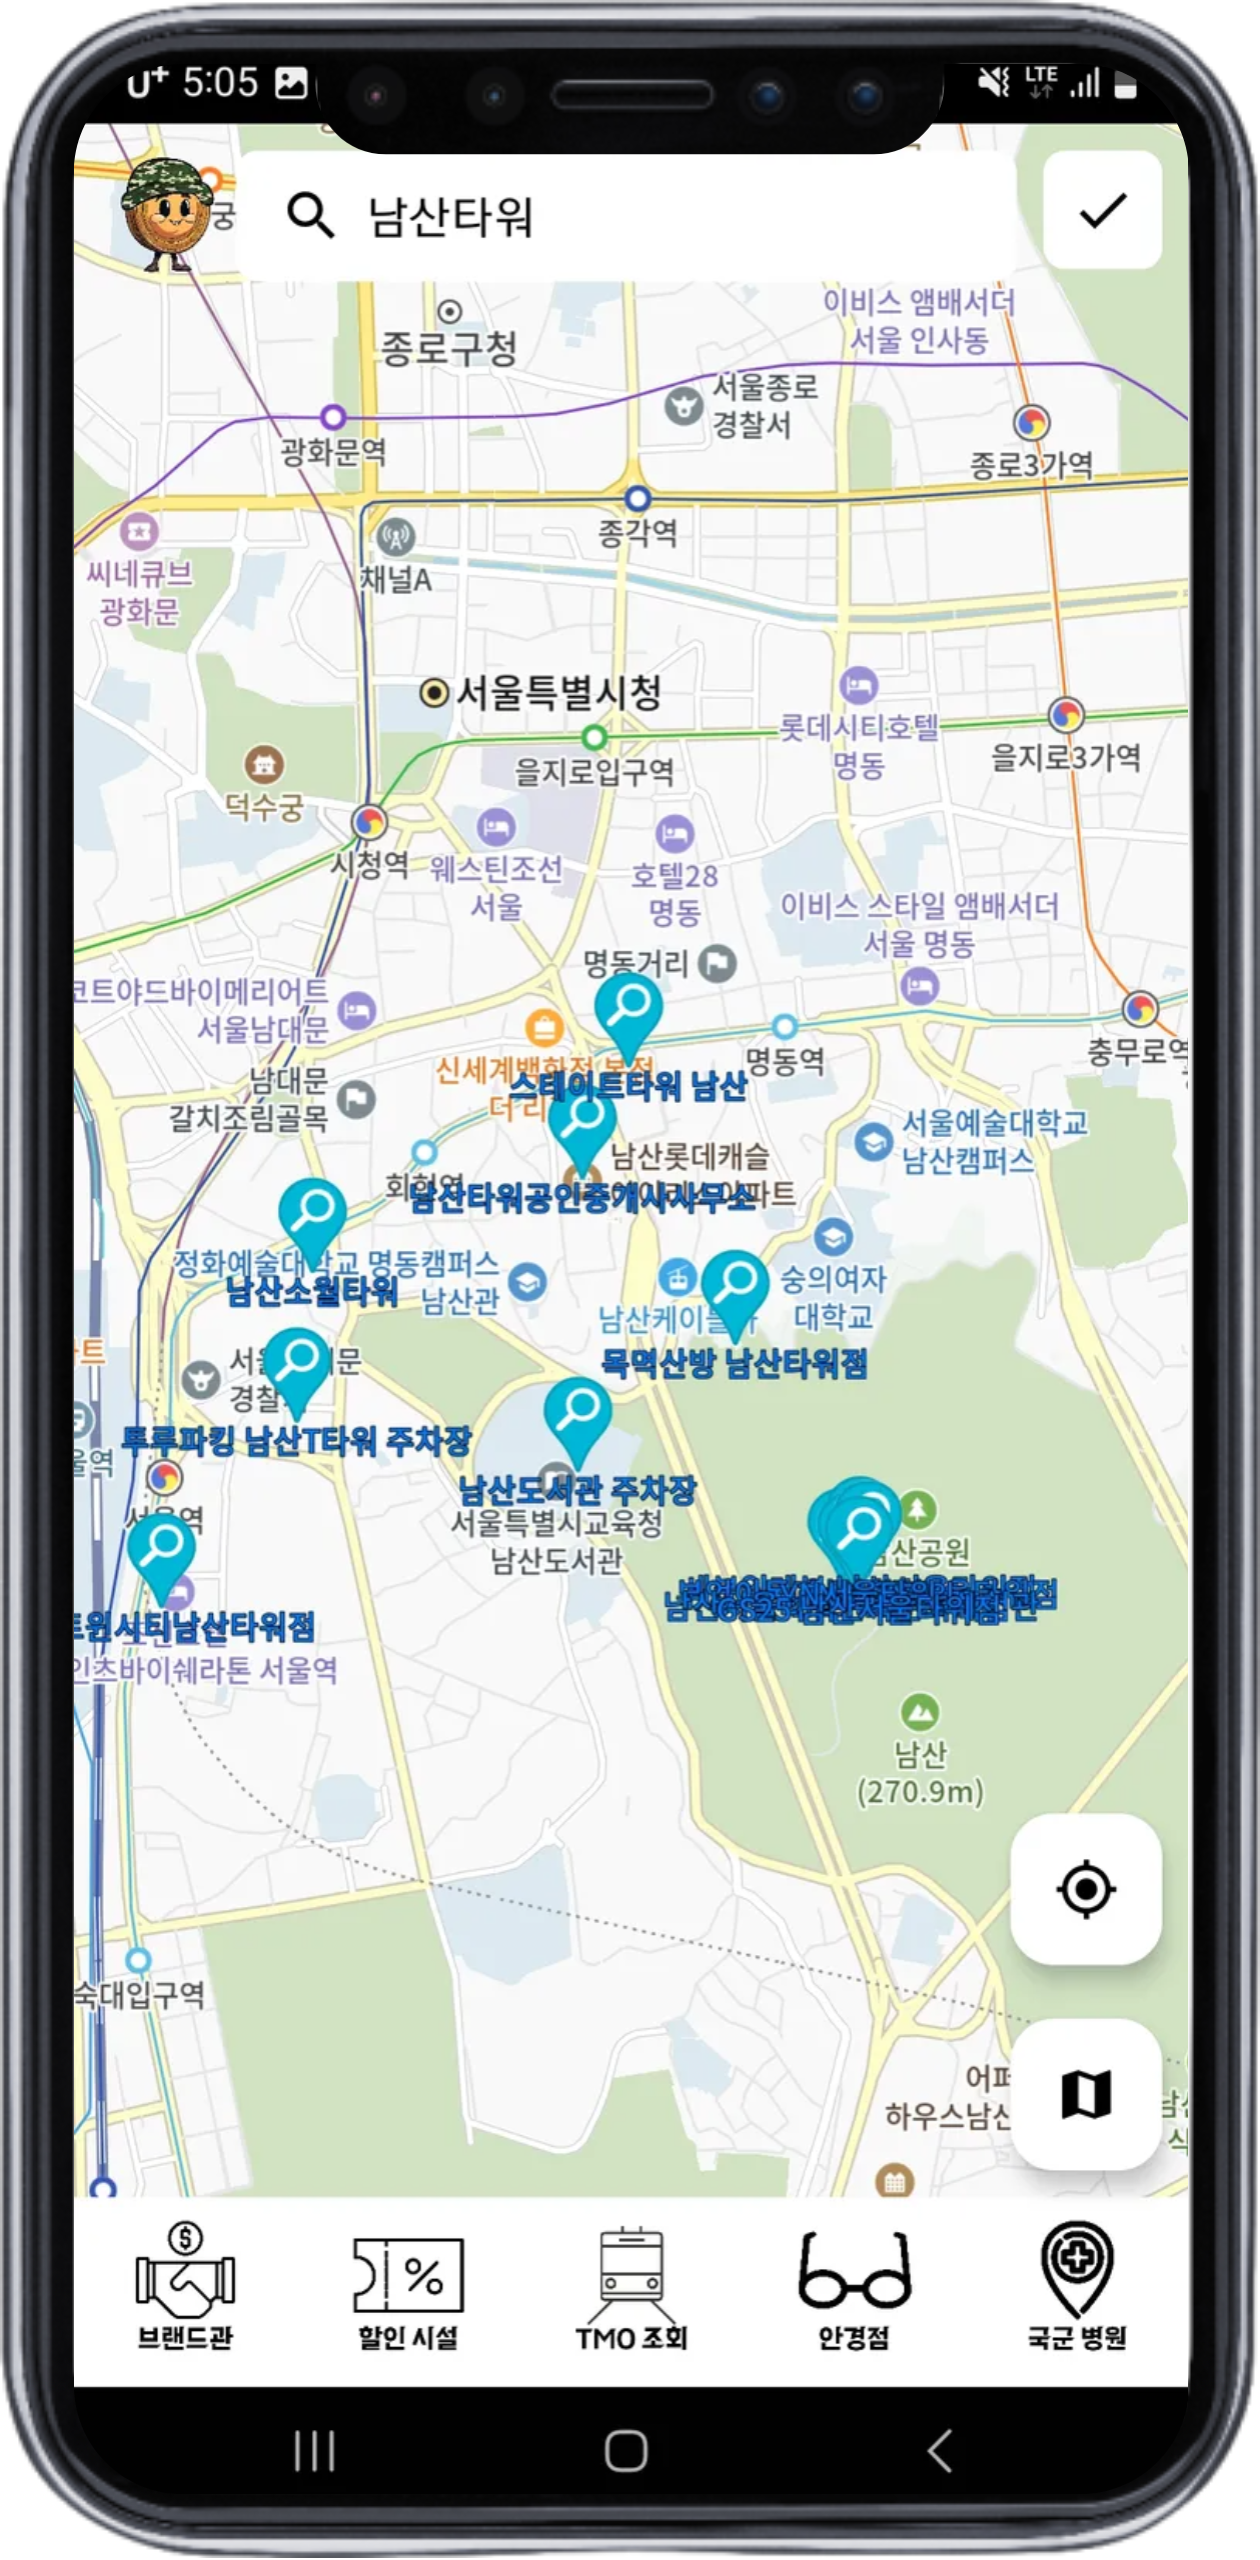 U+ 5:05
LTE
궁
남산타워
이비스 앰배서더
서울 인사동
종로구청
서울종로
경찰서
광화문역
종로3가역
종각역
씨네큐브
광화문
채널A
서울특별시청
롯데시티호텔
명동
을지로입구역
을지로3가역
덕수궁
시청역
웨스틴조선
서울
호텔28
명동
이비스 스타일 앰배서더
서울 명동
명동거리
코트야드바이메리어트
서울남대문
명동역
충무로역
신세계백화점 본점
더 리
스테이트타워 남산
남대문
갈치조림골목
서울예술대학교
남산캠퍼스
남산롯데캐슬
아파트
회현역
남산타워공인중개사사무소
정화예술대학교 명동캠퍼스
남산관
남산소월타워
숭의여자
대학교
남산케이블카
목멱산방 남산타워점
트
경찰
투루파킹 남산T타워 주차장
울역
남산도서관 주차장
서울역
서울특별시교육청
남산도서관
남산공원
GS25 남산서울타워점
트윈시티남산타워점
인츠바이쉐라톤 서울역
남산
(270.9m)
숙대입구역
어퍼
하우스남산
브랜드관
할인 시설
TMO 조회
안경점
국군 병원